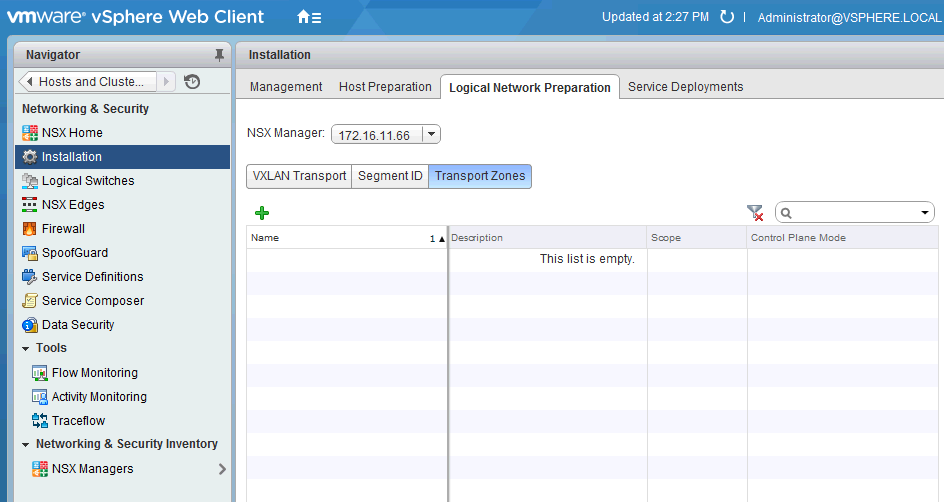 vmware® vSphere Web Client
Updated at 2:27 PM
Administrator@VSPHERE.LOCAL
Navigator
Hosts and Cluste...
Networking & Security
NSX Home
Installation
Logical Switches
NSX Edges
Firewall
SpoofGuard
Service Definitions
Service Composer
Data Security
Tools
Flow Monitoring
Activity Monitoring
Traceflow
Networking & Security Inventory
NSX Managers
Installation
Management
Host Preparation
Logical Network Preparation
Service Deployments
NSX Manager: 172.16.11.66
VXLAN Transport
Segment ID
Transport Zones
Name 1 ▲ Description Scope Control Plane Mode
This list is empty.